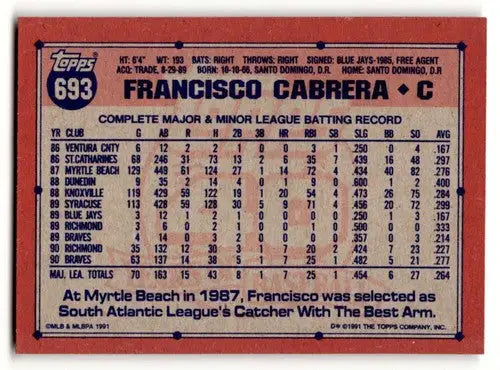 Topps
693
HT: 6'4" WT: 193 BATS: RIGHT THROWS: RIGHT SIGNED: BLUE JAYS-1985, FREE AGENT
ACQ: TRADE, 8-29-89 BORN: 10-10-66, SANTO DOMINGO, D.R. HOME: SANTO DOMINGO, D.R
FRANCISCO CABRERA • C
COMPLETE MAJOR & MINOR LEAGUE BATTING RECORD
YR CLUB G AB R H 2B 3B HR RBI SB SLG BB SO AVG
86 VENTURA CNTY 6 12 2 2 1 0 0 3 1 .250 0 4 .167
86 ST.CATHARINES 68 246 31 73 13 2 6 35 7 .439 16 48 .297
87 MYRTLE BEACH 129 449 61 124 27 1 14 72 4 .434 40 82 .276
88 DUNEDIN 9 35 2 14 4 0 1 9 0 .600 1 2 .400
88 KNOXVILLE 119 429 59 122 19 1 20 54 4 .473 26 75 .284
89 SYRACUSE 113 428 59 5 9 71 4
89 BLUE JAYS 3 12 1 2 1 0 0 0 0 .250 1 3 .167
89 RICHMOND 3 6 1 2 1 0 0 0 0 .500 0 0 .333
89 BRAVES 4 14 0 3 2 0 0 0 0 .357 0 3 .214
90 RICHMOND 35 132 12 30 3 1 7 20 2 .424 7 23 .227
90 BRAVES 63 137 14 38 5 1 7 25 1 .482 5 21 .277
MAJ. LEA. TOTALS 70 163 15 43 8 1 7 25 1 .454 6 27 .264
At Myrtle Beach in 1987, Francisco was selected as
South Atlantic League's Catcher With The Best Arm.
©MLB & MLBPA 1991 D* ©1991 THE TOPPS COMPANY, INC.